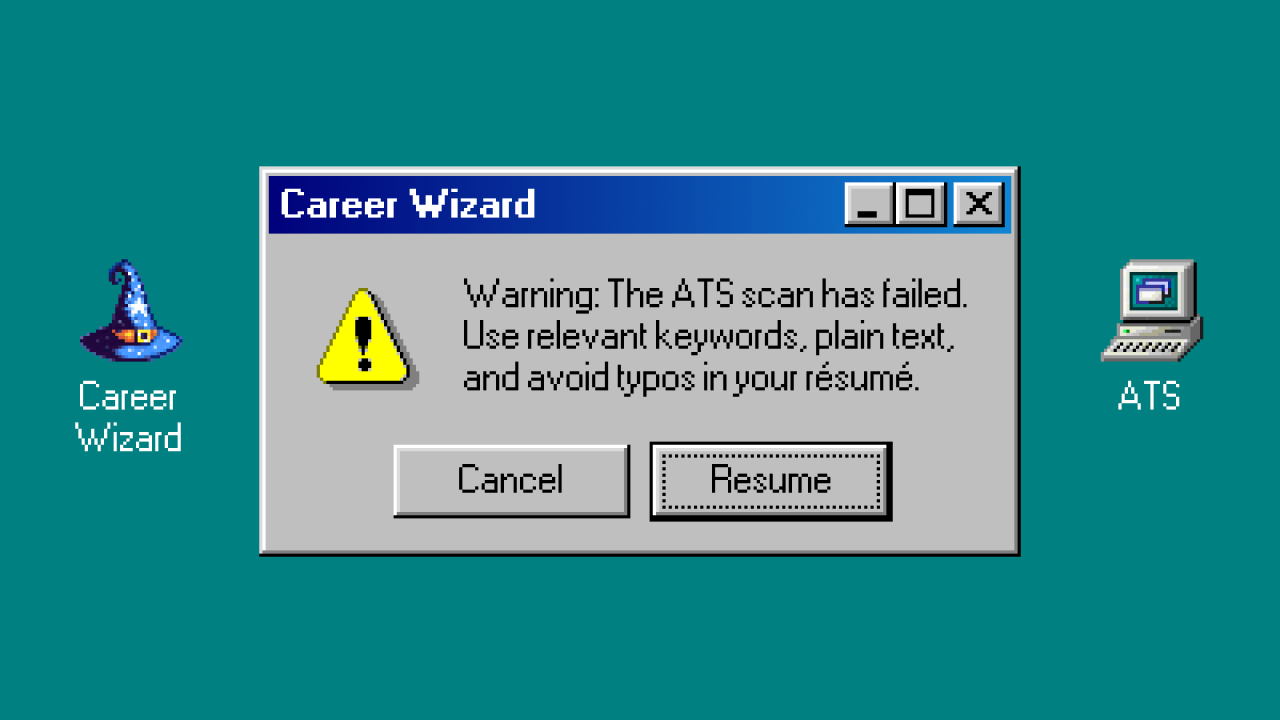 Career Wizard
Warning: The ATS scan has failed.
Use relevant keywords, plain text,
and avoid typos in your résumé.
Cancel
Resume
Career
Wizard
ATS